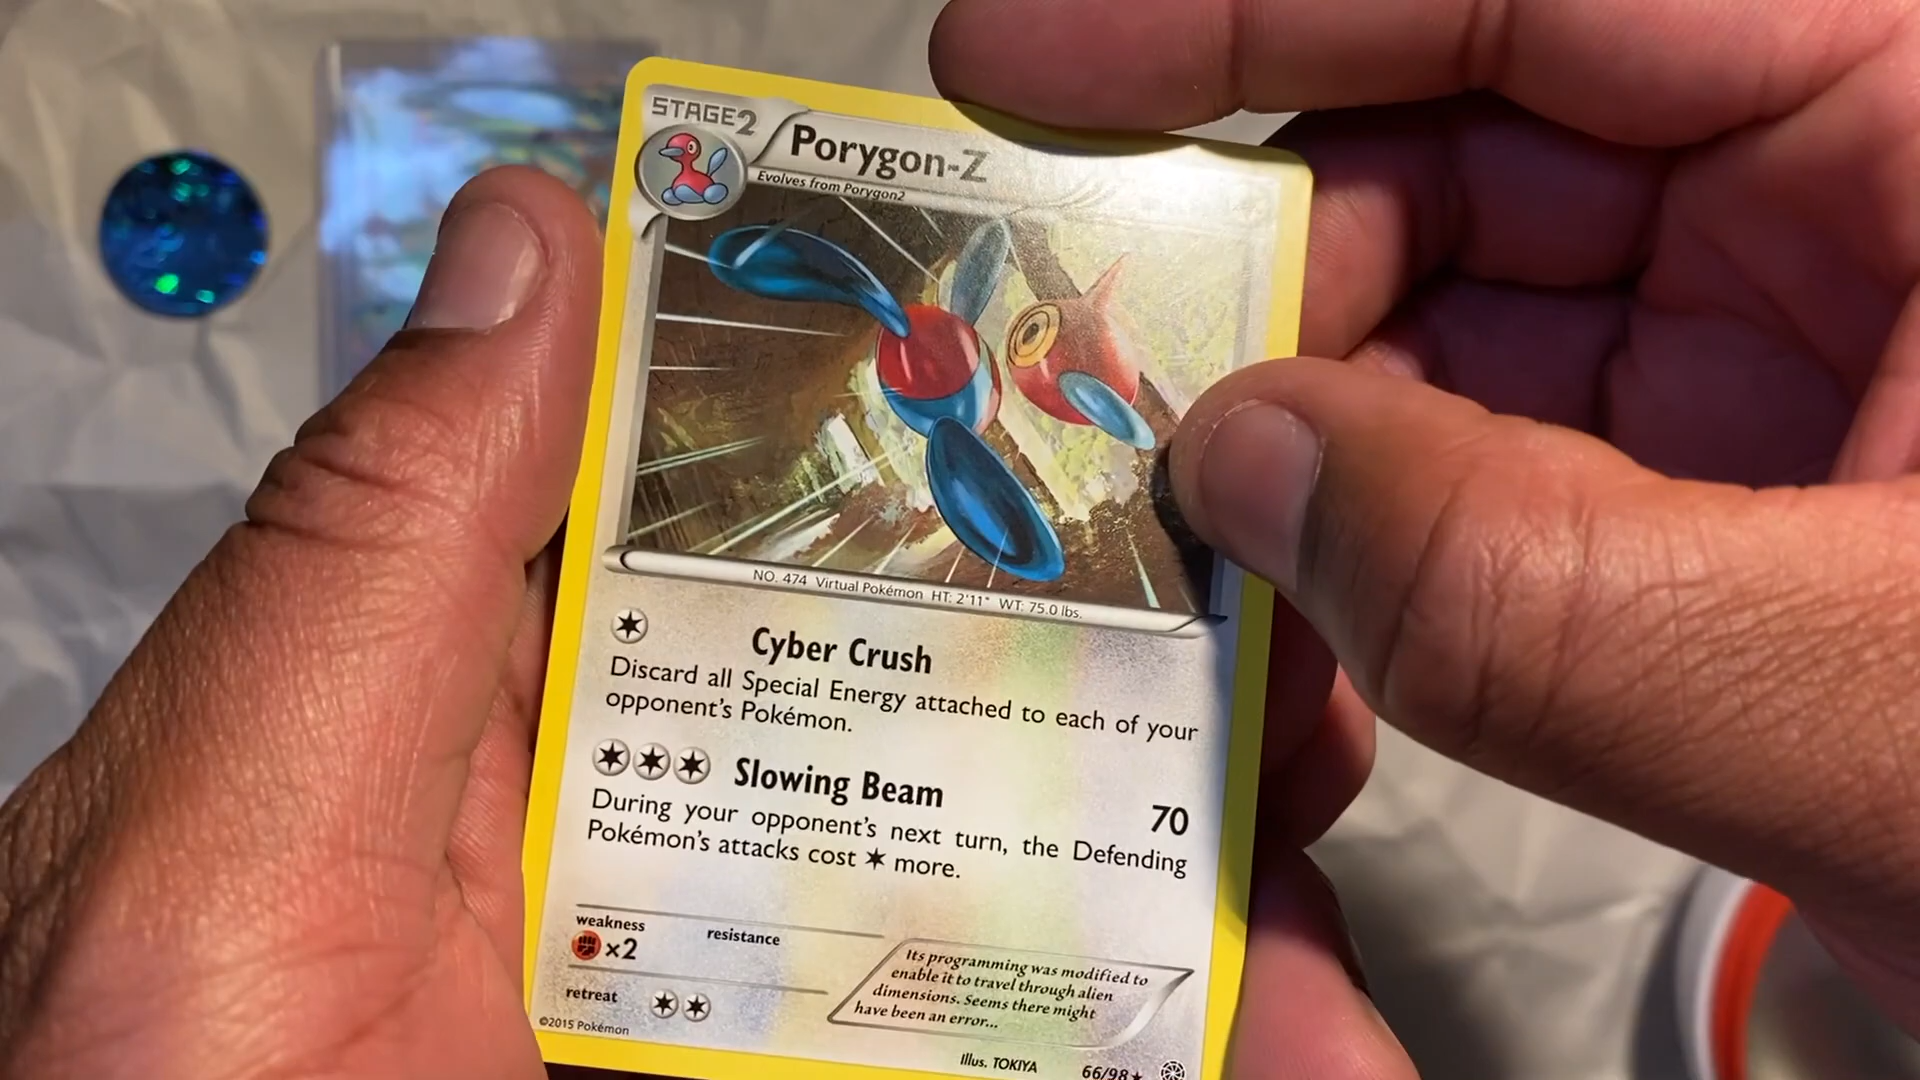 STAGE2
Porygon-Z
Evolves from Porygon2
NO. 474 Virtual Pokémon HT: 2'11" WT: 75.0 lbs.
Cyber Crush
Discard all Special Energy attached to each of your
opponent's Pokémon.
Slowing Beam 70
During your opponent's next turn, the Defending
Pokémon's attacks cost more.
weakness
×2
resistance
retreat
Its programming was modified to
enable it to travel through alien
dimensions. Seems there might
have been an error...
©2015 Pokémon
Illus. TOKIYA
66/98★